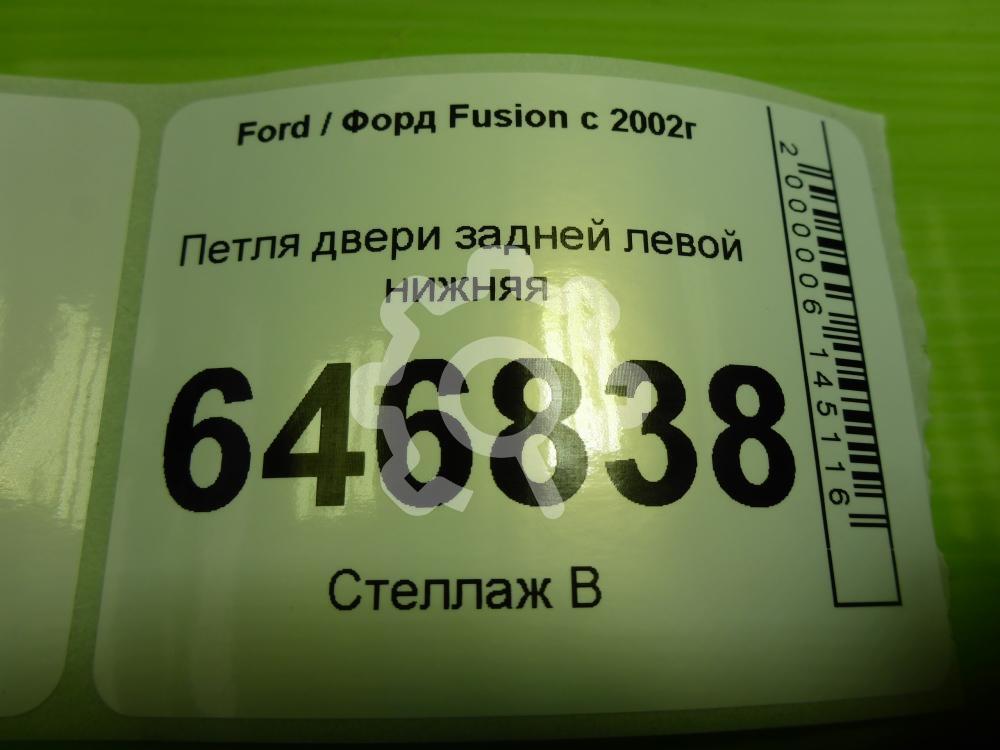 Ford / Форд Fusion с 2002г
Петля двери задней левой
нижняя
646838
Стеллаж В
2000006145116